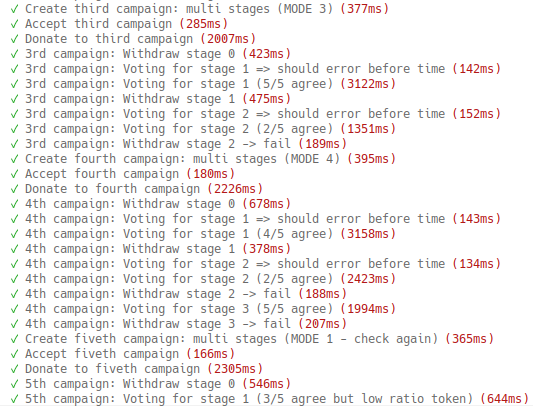 ✓ Create third campaign: multi stages (MODE 3) (377ms)
✓ Accept third campaign (285ms)
✓ Donate to third campaign (2007ms)
✓ 3rd campaign: Withdraw stage 0 (423ms)
✓ 3rd campaign: Voting for stage 1 => should error before time (142ms)
✓ 3rd campaign: Voting for stage 1 (5/5 agree) (3122ms)
✓ 3rd campaign: Withdraw stage 1 (475ms)
✓ 3rd campaign: Voting for stage 2 => should error before time (152ms)
✓ 3rd campaign: Voting for stage 2 (2/5 agree) (1351ms)
✓ 3rd campaign: Withdraw stage 2 -> fail (189ms)
✓ Create fourth campaign: multi stages (MODE 4) (395ms)
✓ Accept fourth campaign (180ms)
✓ Donate to fourth campaign (2226ms)
✓ 4th campaign: Withdraw stage 0 (678ms)
✓ 4th campaign: Voting for stage 1 => should error before time (143ms)
✓ 4th campaign: Voting for stage 1 (4/5 agree) (3158ms)
✓ 4th campaign: Withdraw stage 1 (378ms)
✓ 4th campaign: Voting for stage 2 => should error before time (134ms)
✓ 4th campaign: Voting for stage 2 (2/5 agree) (2423ms)
✓ 4th campaign: Withdraw stage 2 -> fail (188ms)
✓ 4th campaign: Voting for stage 3 (5/5 agree) (1994ms)
✓ 4th campaign: Withdraw stage 3 -> fail (207ms)
✓ Create fiveth campaign: multi stages (MODE 1 - check again) (365ms)
✓ Accept fiveth campaign (166ms)
✓ Donate to fiveth campaign (2305ms)
✓ 5th campaign: Withdraw stage 0 (546ms)
✓ 5th campaign: Voting for stage 1 (3/5 agree but low ratio token) (644ms)